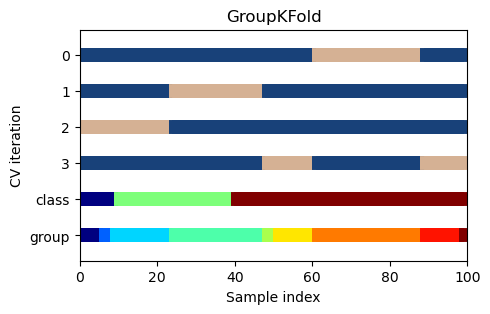 GroupKFold
CV iteration
0
1
2
3
class
group
0 20 40 60 80 100
Sample index